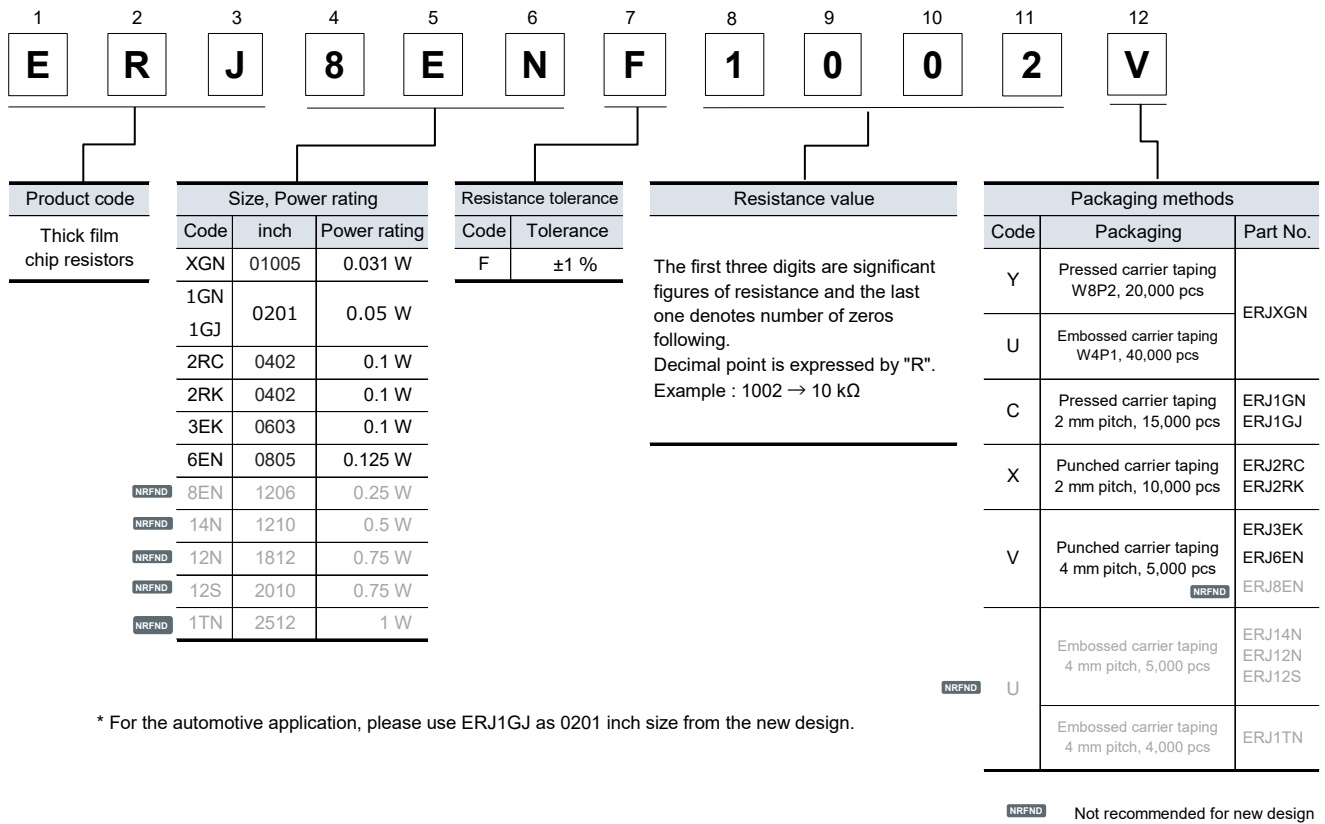 1 2 3 4 5 6 7 8 9 10 11 12
E R J 8 E N F 1 0 0 2 V
Product code
Thick film
chip resistors
Size, Power rating
Code inch Power rating
XGN 01005 0.031 W
1GN
1GJ
0201 0.05 W
2RC 0402 0.1 W
2RK 0402 0.1 W
3EK 0603 0.1 W
6EN 0805 0.125 W
NRFND 8EN 1206 0.25 W
NRFND 14N 1210 0.5 W
NRFND 12N 1812 0.75 W
NRFND 12S 2010 0.75 W
NRFND 1TN 2512 1 W
Resistance tolerance
Code Tolerance
F ±1 %
Resistance value
The first three digits are significant
figures of resistance and the last
one denotes number of zeros
following.
Decimal point is expressed by "R".
Example : 1002 → 10 kΩ
Packaging methods
Code Packaging Part No.
Y
Pressed carrier taping
W8P2, 20,000 pcs
ERJXGN
U
Embossed carrier taping
W4P1, 40,000 pcs
C
Pressed carrier taping
2 mm pitch, 15,000 pcs
ERJ1GN
ERJ1GJ
X
Punched carrier taping
2 mm pitch, 10,000 pcs
ERJ2RC
ERJ2RK
V
Punched carrier taping
4 mm pitch, 5,000 pcs
ERJ3EK
ERJ6EN
NRFND ERJ8EN
NRFND U
Embossed carrier taping
4 mm pitch, 5,000 pcs
ERJ14N
ERJ12N
ERJ12S
Embossed carrier taping
4 mm pitch, 4,000 pcs
ERJ1TN
* For the automotive application, please use ERJ1GJ as 0201 inch size from the new design.
NRFND Not recommended for new design